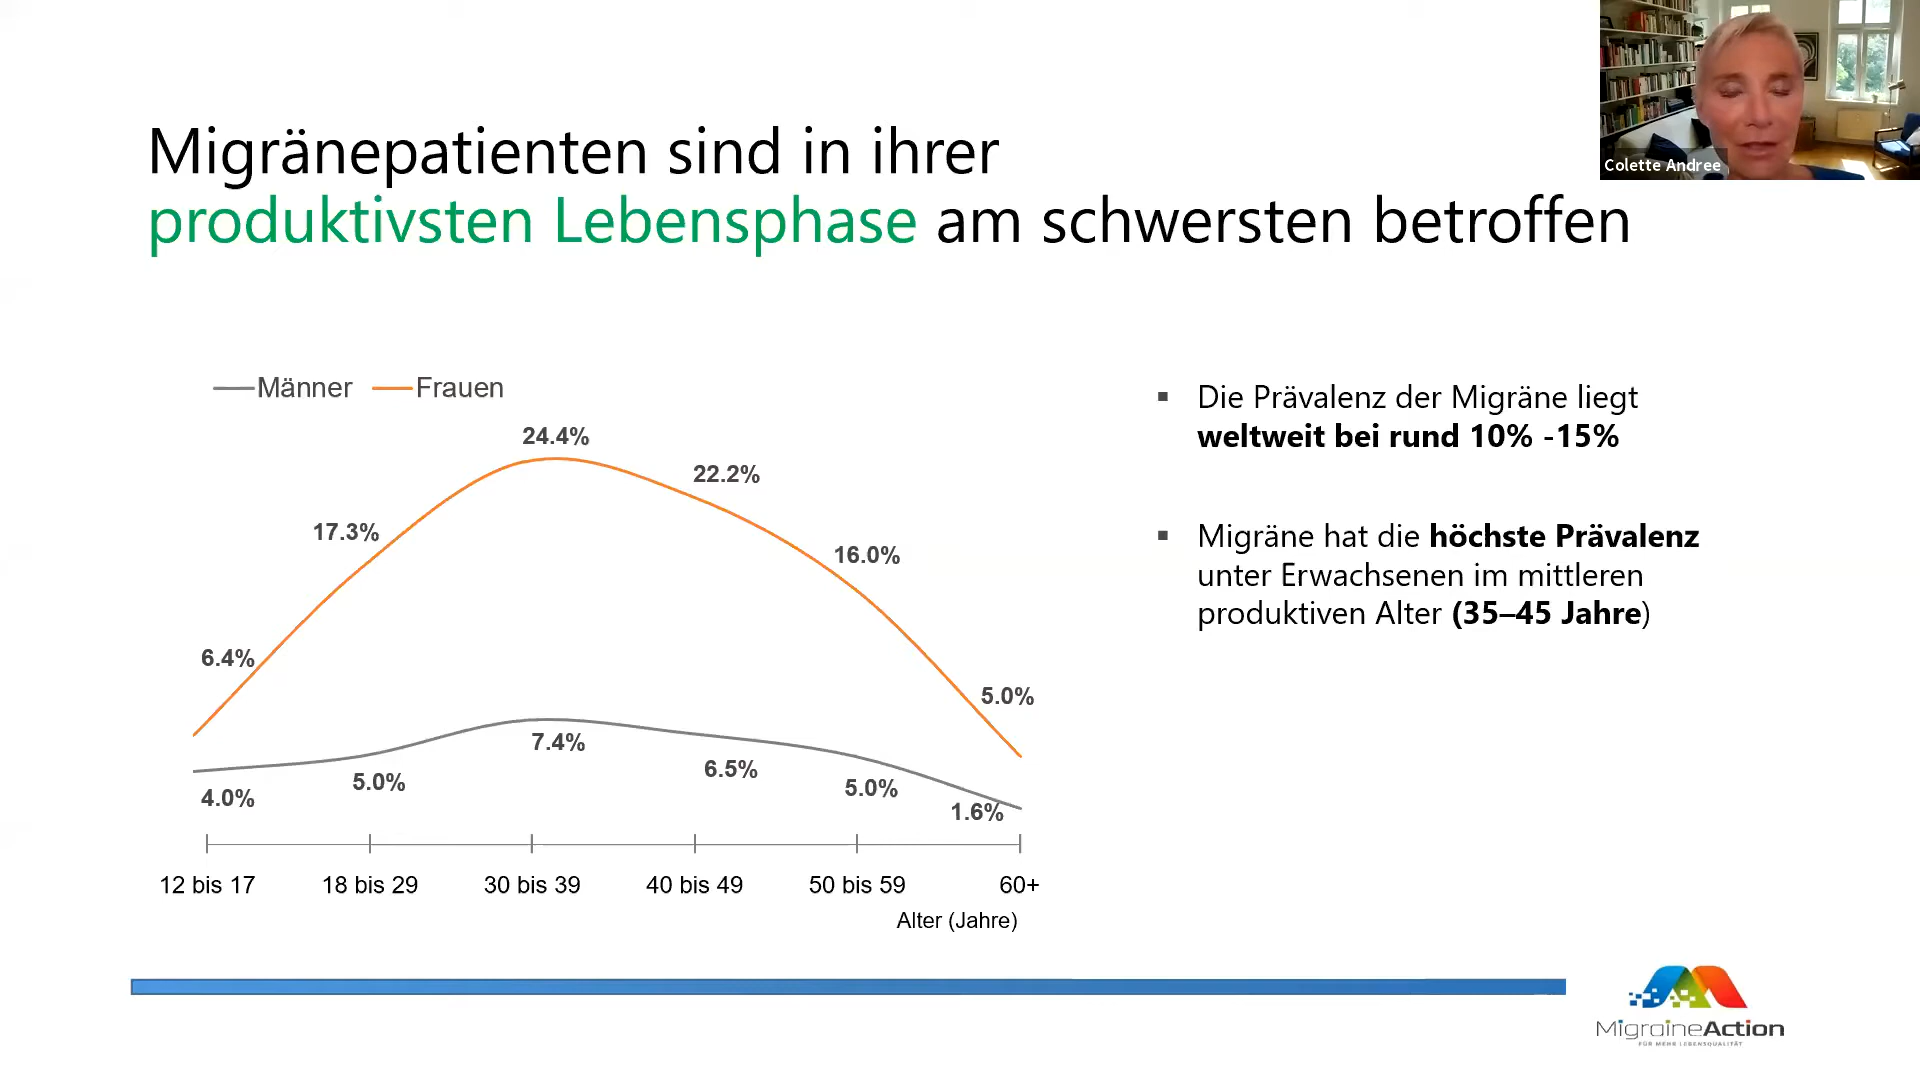 Colette Andree
Migränepatienten sind in ihrer
produktivsten Lebensphase am schwersten betroffen
Männer Frauen
24.4%
22.2%
17.3%
16.0%
6.4%
5.0%
7.4%
6.5%
5.0%
5.0%
4.0%
1.6%
12 bis 17 18 bis 29 30 bis 39 40 bis 49 50 bis 59 60+
Alter (Jahre)
▪ Die Prävalenz der Migräne liegt
weltweit bei rund 10% -15%
▪ Migräne hat die höchste Prävalenz
unter Erwachsenen im mittleren
produktiven Alter (35–45 Jahre)
MigraineAction
FÜR MEHR LEBENSQUALITÄT